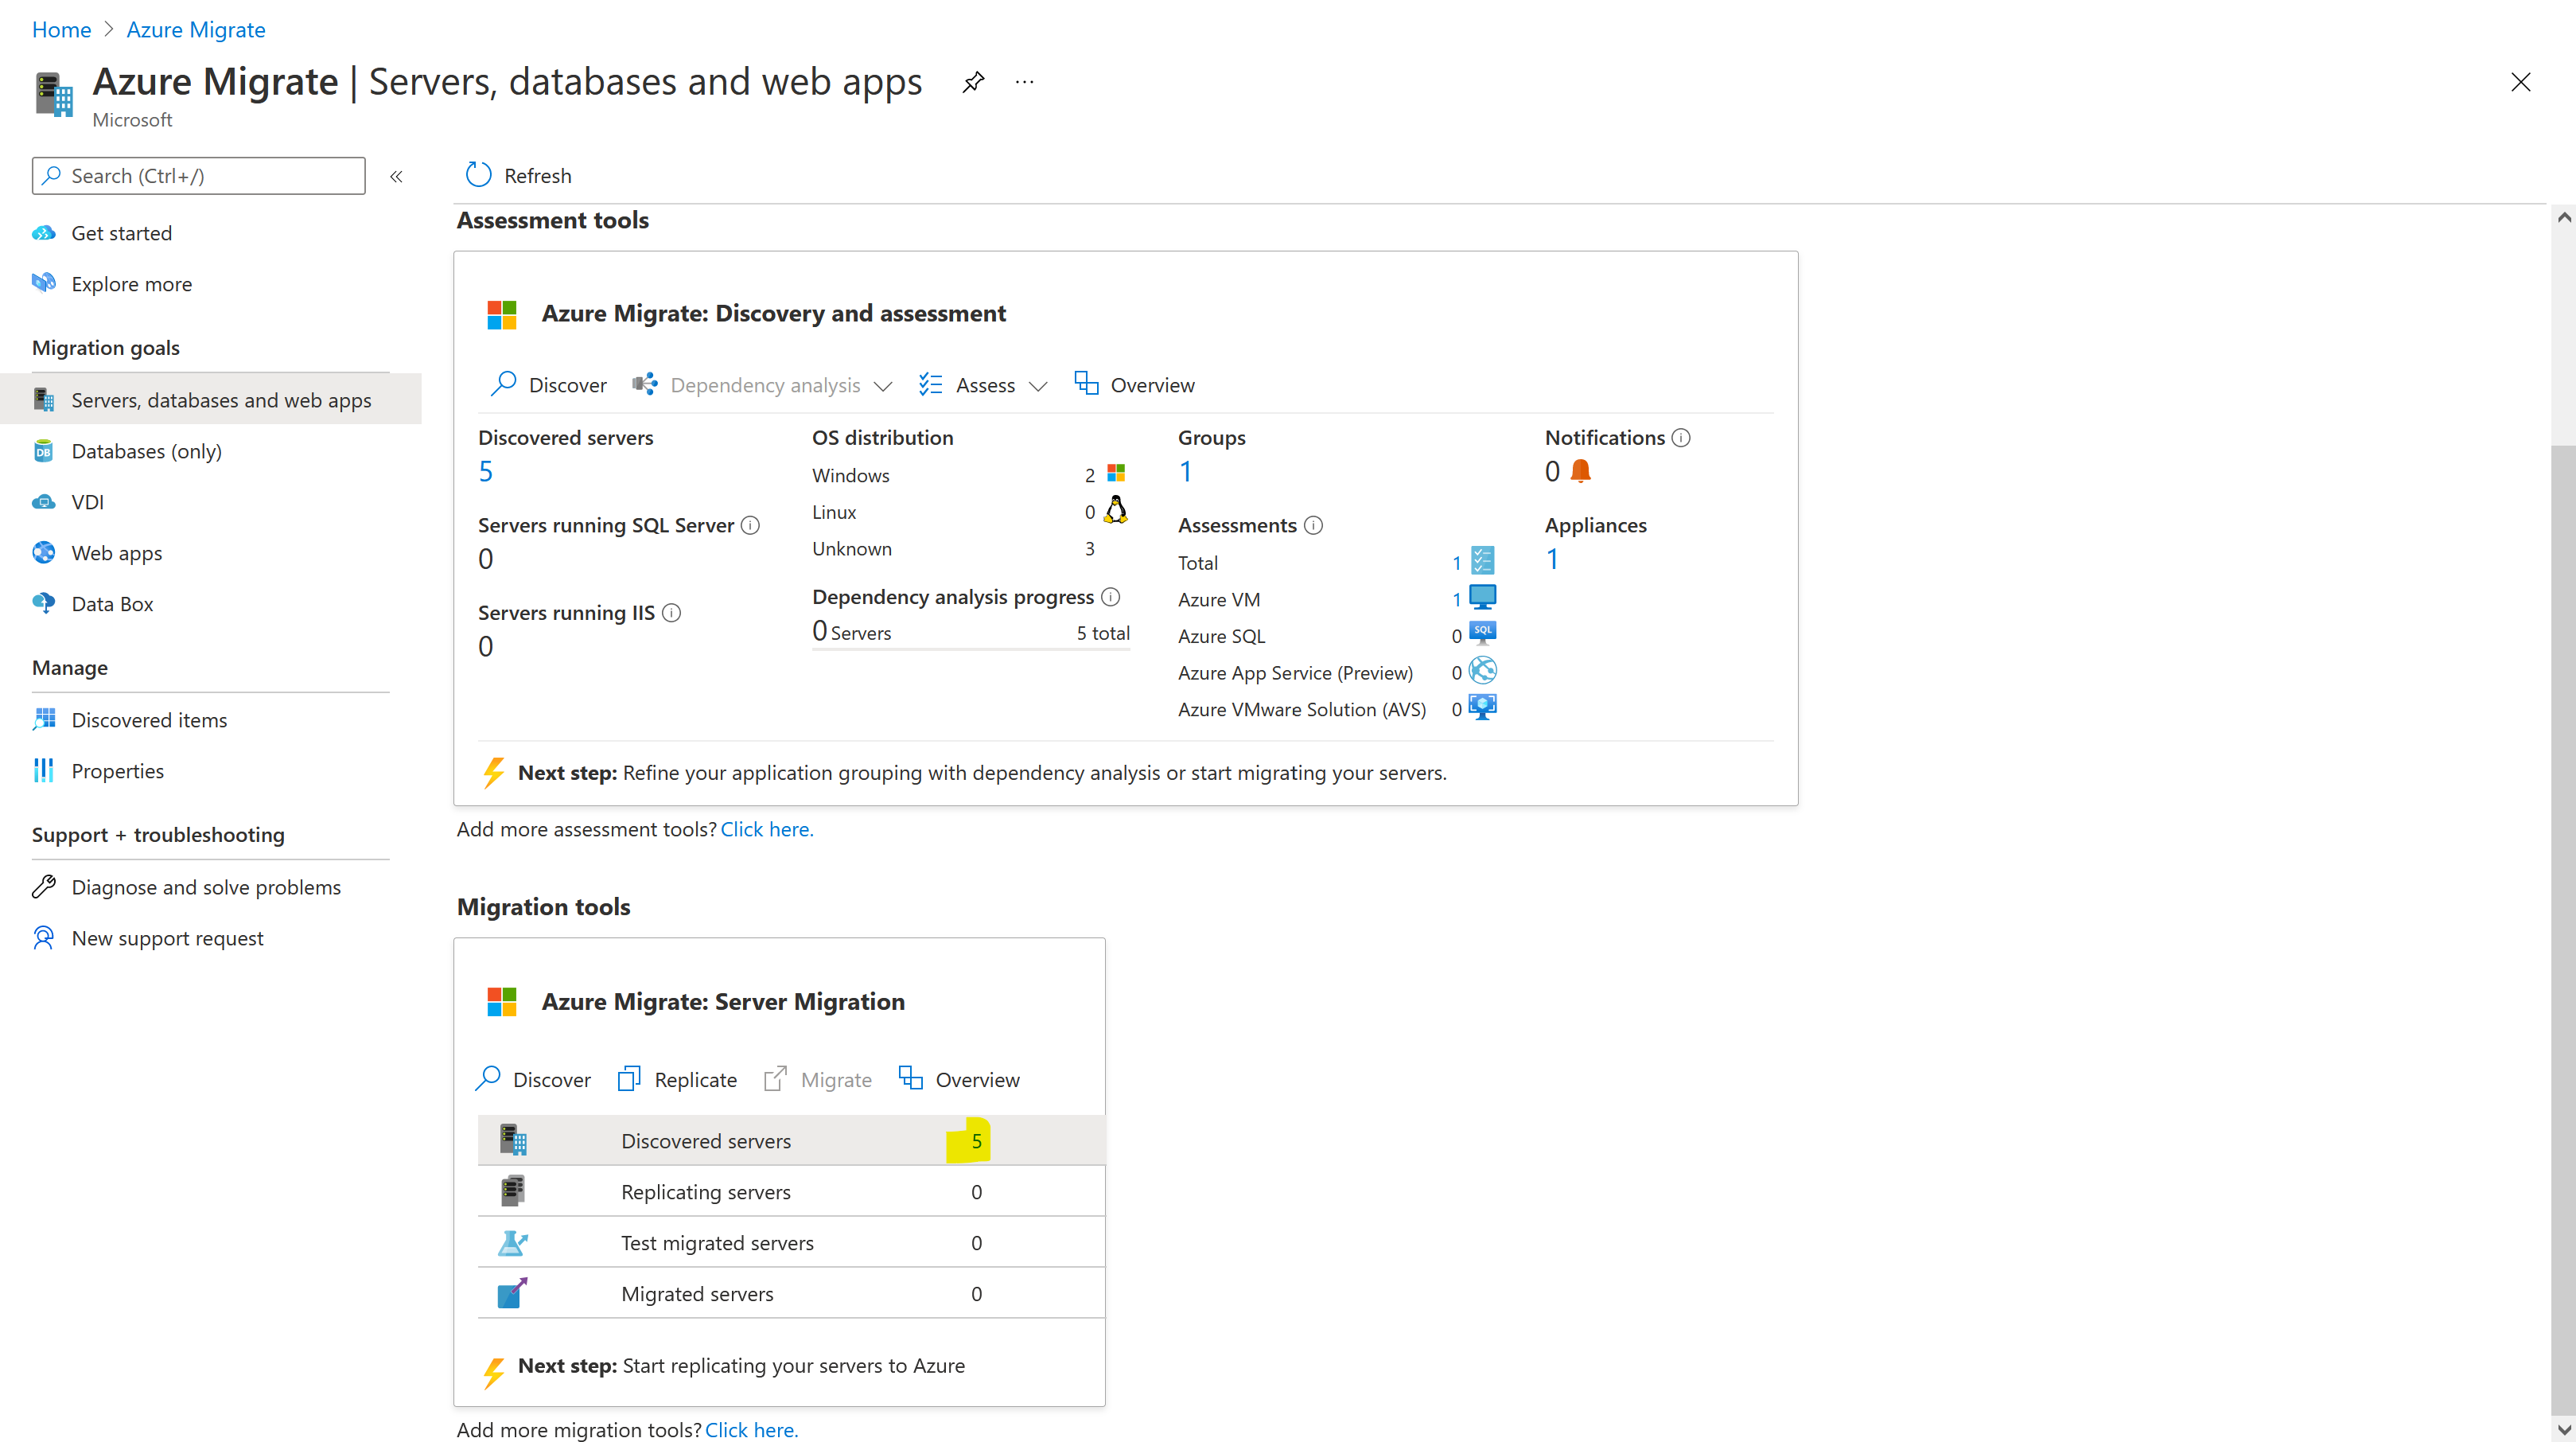 Home > Azure Migrate
Azure Migrate | Servers, databases and web apps ...
Microsoft
Search (Ctrl+/)
«
Get started
Explore more
Migration goals
Servers, databases and web apps
DB Databases (only)
VDI
Web apps
Data Box
Manage
Discovered items
Properties
Support + troubleshooting
Diagnose and solve problems
New support request
Refresh
Assessment tools
Azure Migrate: Discovery and assessment
Discover Dependency analysis Assess Overview
Discovered servers
5
Servers running SQL Server
0
Servers running IIS
0
OS distribution
Windows 2
Linux 0
Unknown 3
Dependency analysis progress
0 Servers 5 total
Groups
1
Assessments
Total 1
Azure VM 1
Azure SQL 0 SQL
Azure App Service (Preview) 0
Azure VMware Solution (AVS) 0
Notifications
0
Appliances
1
Next step: Refine your application grouping with dependency analysis or start migrating your servers.
Add more assessment tools? Click here.
Migration tools
Azure Migrate: Server Migration
Discover Replicate Migrate Overview
Discovered servers 5
Replicating servers 0
Test migrated servers 0
Migrated servers 0
Next step: Start replicating your servers to Azure
Add more migration tools? Click here.